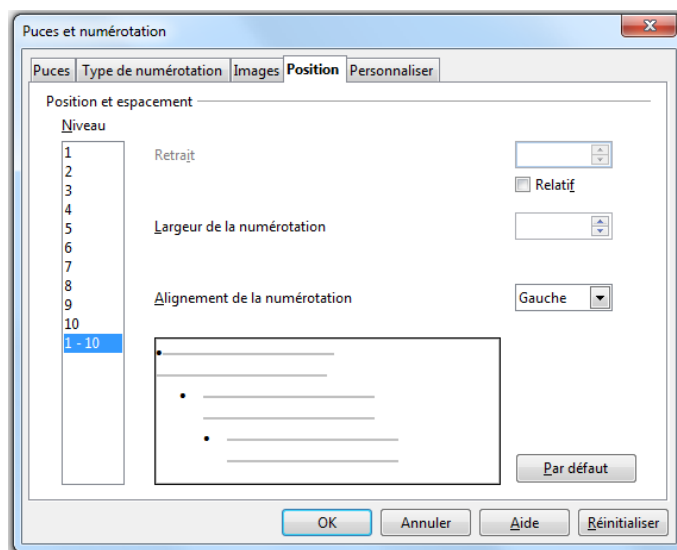 Puces et numérotation
Puces Type de numérotation Images Position Personnaliser
Position et espacement
Niveau
1
2
3
4
5
6
7
8
9
10
1 - 10
Retrait
Relatif
Largeur de la numérotation
Alignement de la numérotation
Gauche
Par défaut
OK Annuler Aide Réinitialiser